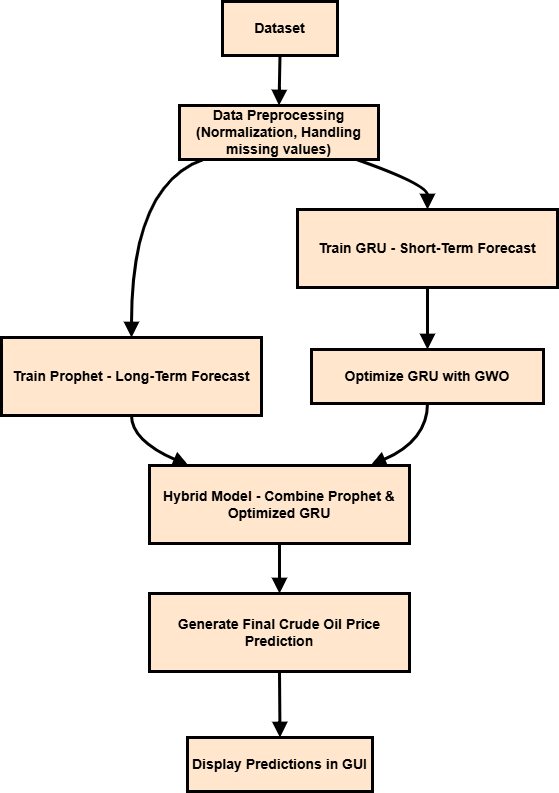 Dataset
Data Preprocessing
(Normalization, Handling
missing values)
Train GRU - Short-Term Forecast
Train Prophet - Long-Term Forecast
Optimize GRU with GWO
Hybrid Model - Combine Prophet &
Optimized GRU
Generate Final Crude Oil Price
Prediction
Display Predictions in GUI